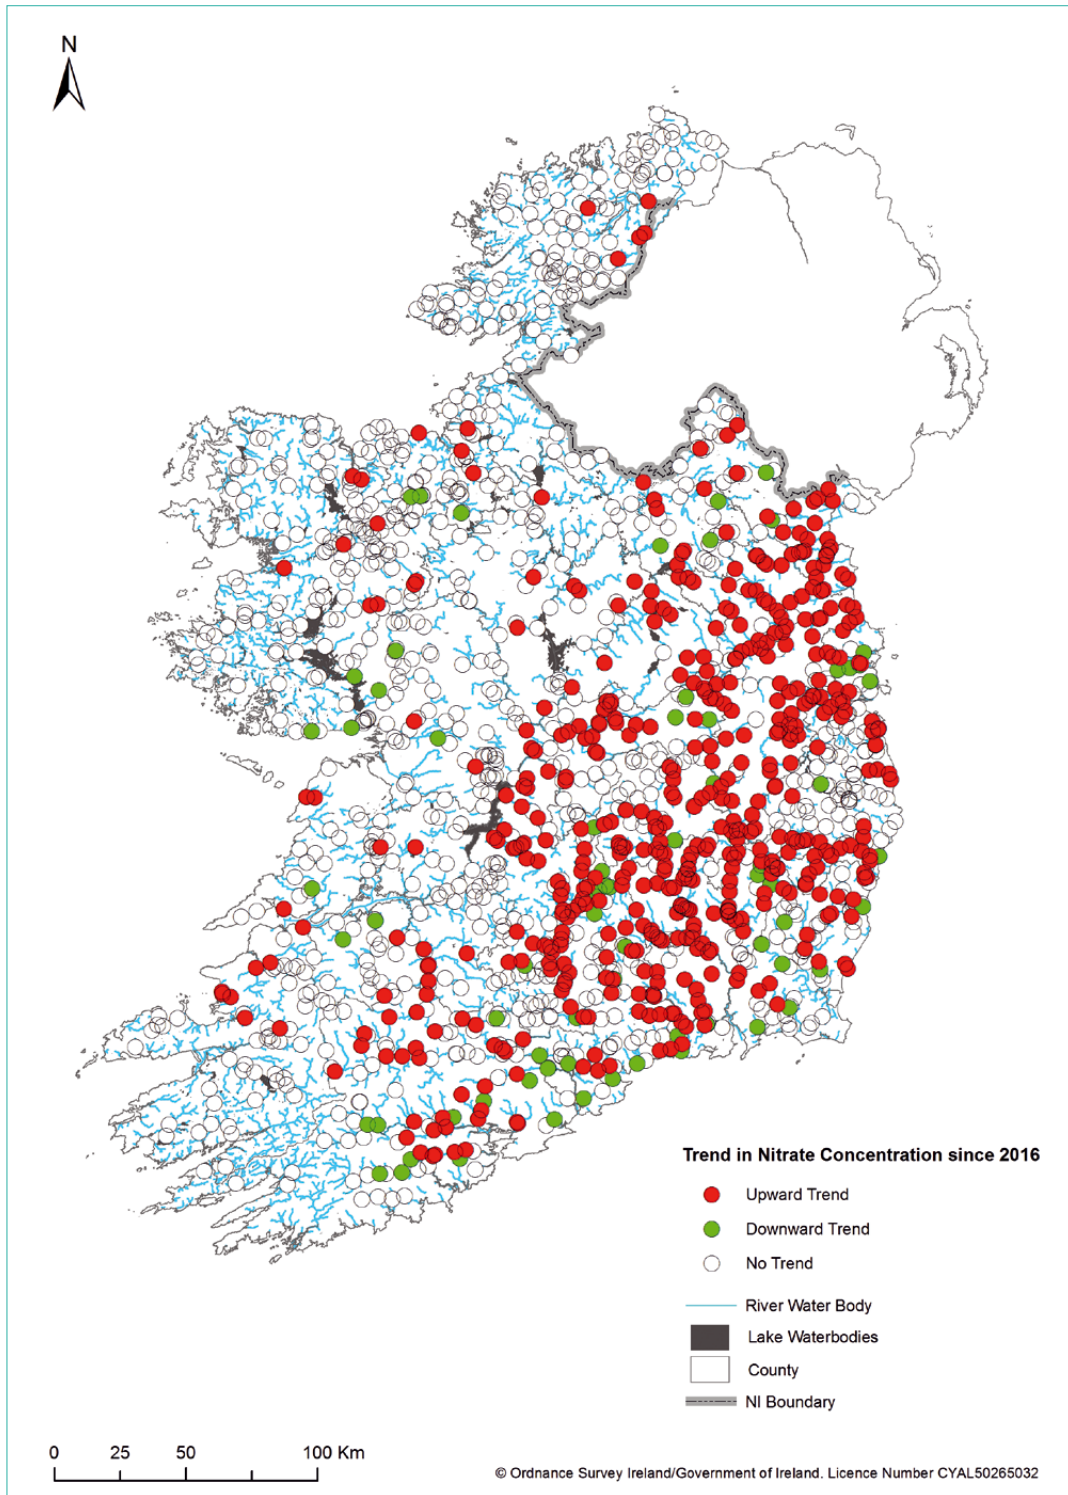 N
Trend in Nitrate Concentration since 2016
Upward Trend
Downward Trend
No Trend
River Water Body
Lake Waterbodies
County
NI Boundary
0 25 50 100 Km
© Ordnance Survey Ireland/Government of Ireland. Licence Number CYAL50265032